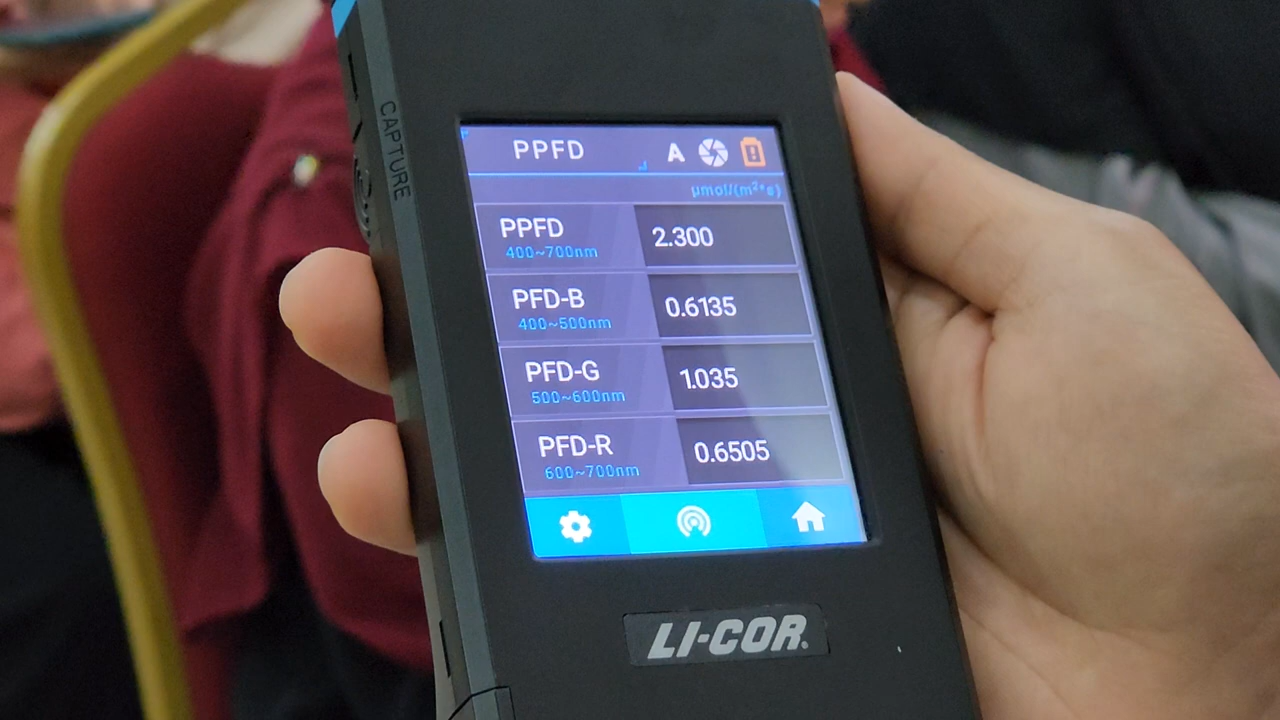 CAPTURE
PPFD A
μmol/(m²*s)
PPFD 2.300
400~700nm
PFD-B 0.6135
400~500nm
PFD-G 1.035
500~600nm
PFD-R 0.6505
600~700nm
LI-COR.